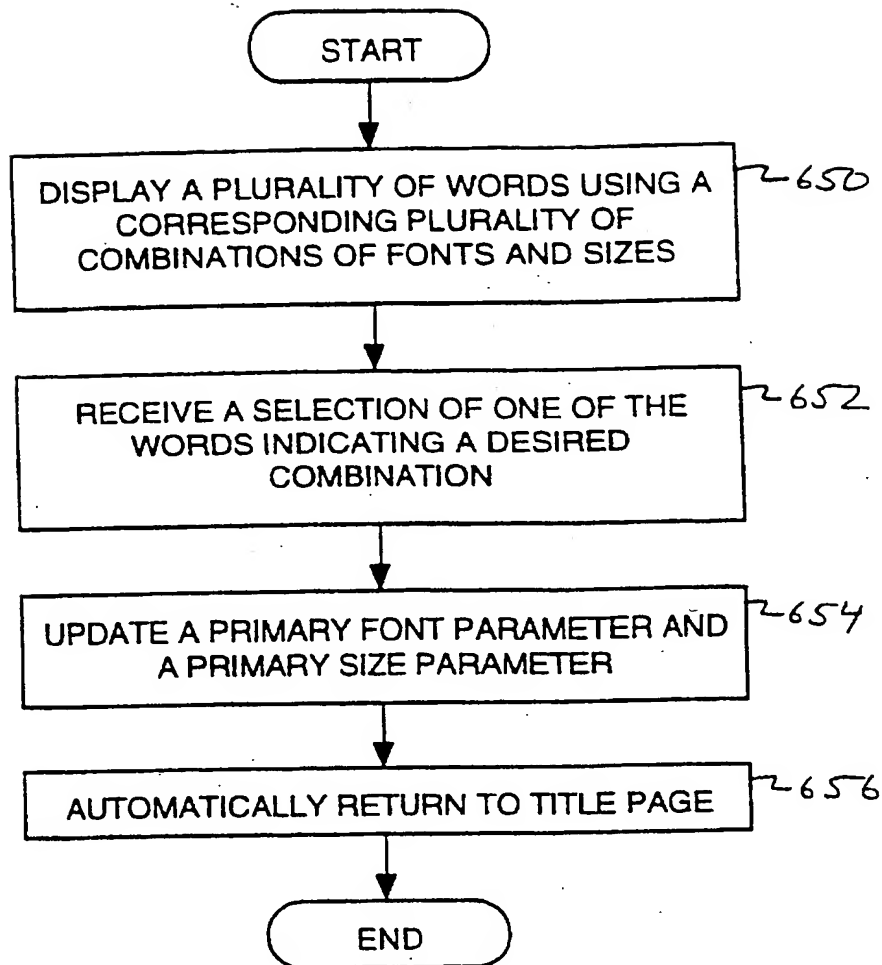 START
DISPLAY A PLURALITY OF WORDS USING A
CORRESPONDING PLURALITY OF
COMBINATIONS OF FONTS AND SIZES
650
RECEIVE A SELECTION OF ONE OF THE
WORDS INDICATING A DESIRED
COMBINATION
652
UPDATE A PRIMARY FONT PARAMETER AND
A PRIMARY SIZE PARAMETER
654
AUTOMATICALLY RETURN TO TITLE PAGE
656
END